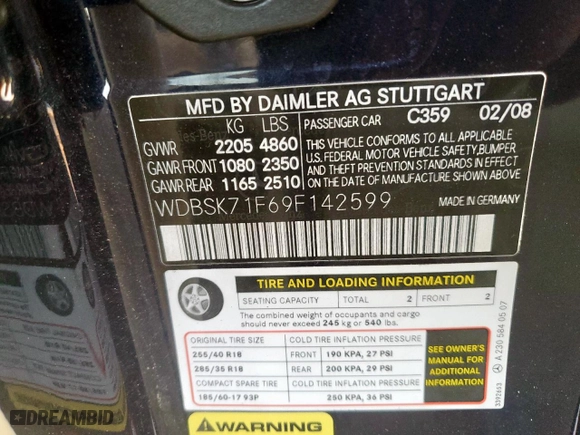 MFD BY DAIMLER AG STUTTGART
KG LBS PASSENGER CAR C359 02/08
GVWR 2205 4860
GAWR FRONT 1080 2350
GAWR REAR 1165 2510
THIS VEHICLE CONFORMS TO ALL APPLICABLE
U.S. FEDERAL MOTOR VEHICLE SAFETY, BUMPER,
AND THEFT PREVENTION STANDARDS IN EFFECT
ON THE DATE OF MANUFACTURE SHOWN ABOVE
WDBSK71F69F142599
MADE IN GERMANY
TIRE AND LOADING INFORMATION
SEATING CAPACITY TOTAL 2 FRONT 2
The combined weight of occupants and cargo
should never exceed 245 kg or 540 lbs.
ORIGINAL TIRE SIZE COLD TIRE INFLATION PRESSURE
255/40 R18 FRONT 190 KPA, 27 PSI
285/35 R18 REAR 200 KPA, 29 PSI
COMPACT SPARE TIRE COLD TIRE INFLATION PRESSURE
185/60-17 93P 250 KPA, 36 PSI
SEE OWNER'S
MANUAL FOR
ADDITIONAL
INFORMATION
A 230 584 05 07
3392653
WARNING
DREAMBID